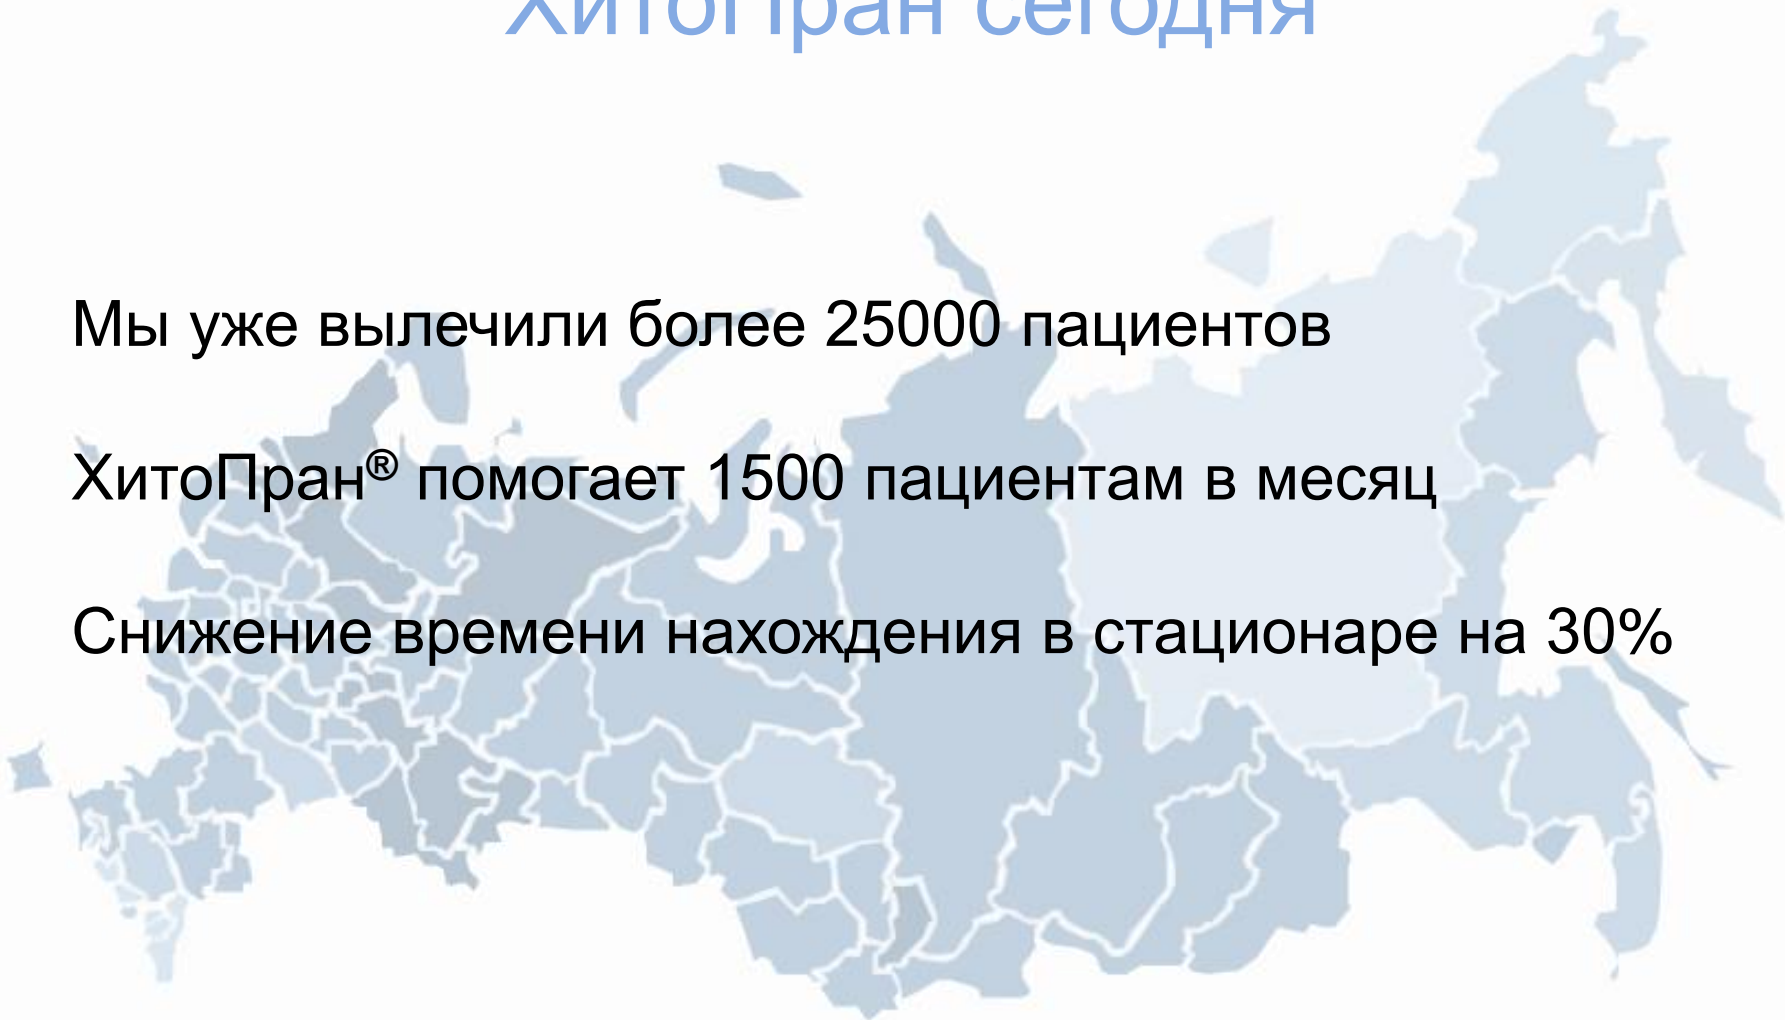 ХитоПран сегодня
Мы уже вылечили более 25000 пациентов
ХитоПран® помогает 1500 пациентам в месяц
Снижение времени нахождения в стационаре на 30%